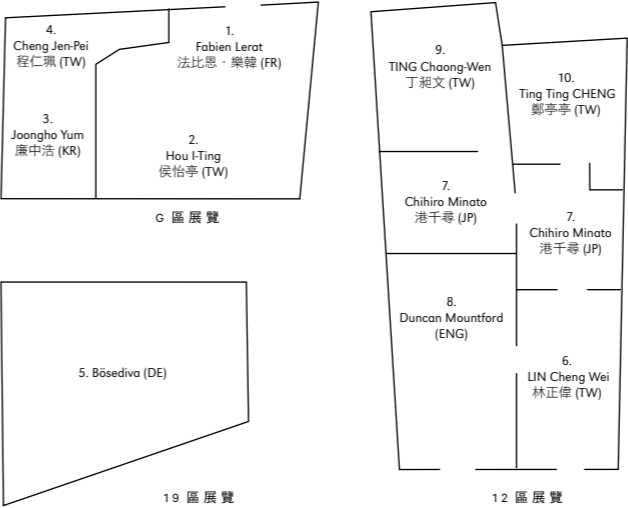 4.
Cheng Jen-Pei
程仁珮 (TW)
1.
Fabien Lerat
法比恩・樂韓 (FR)
3.
Joongho Yum
廉中浩 (KR)
2.
Hou I-Ting
侯怡亭 (TW)
G 區展覽
5. Bösediva (DE)
19 區展覽
9.
TING Chaong-Wen
丁昶文 (TW)
10.
Ting Ting CHENG
鄭亭亭 (TW)
7.
Chihiro Minato
港千尋 (JP)
7.
Chihiro Minato
港千尋 (JP)
8.
Duncan Mountford
(ENG)
6.
LIN Cheng Wei
林正偉 (TW)
12 區展覽